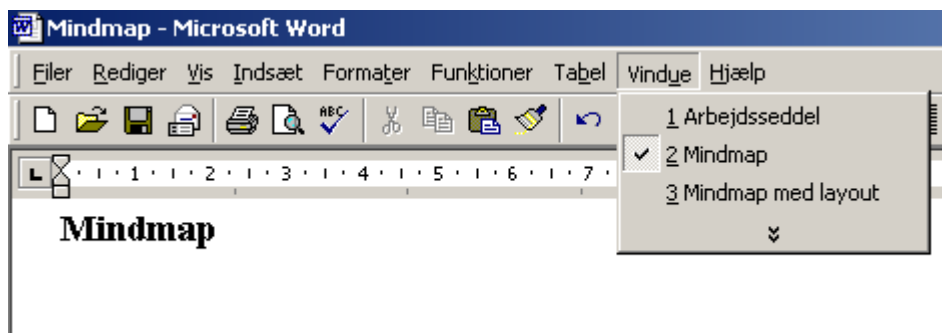 Mindmap - Microsoft Word
Filer Rediger Vis Indsæt Formater Funktioner Tabel Vindue Hjælp
ABC
1 Arbejdsseddel
2 Mindmap
3 Mindmap med layout
1 2 3 4 5 6 7
Mindmap